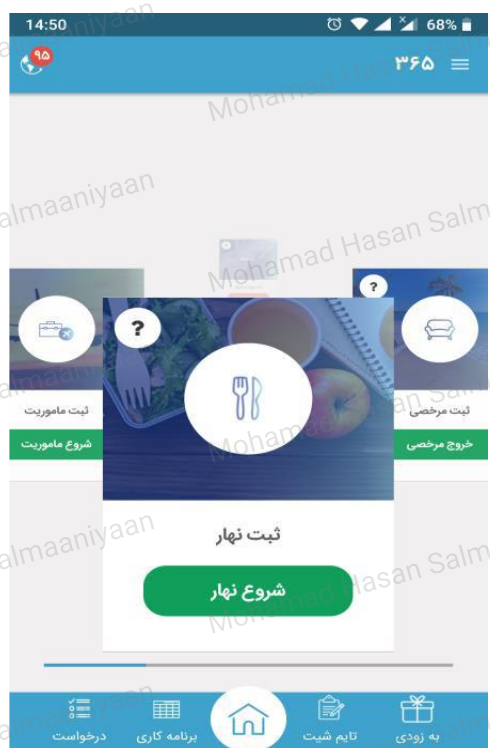 14:50
68%
۹۵
۳۶۵
Mohamad Hasan Salmaaniyaan
?
?
ثبت مرخصی
خروج مرخصی
ثبت ماموریت
شروع ماموریت
ثبت نهار
شروع نهار
به زودی
تایم شیت
برنامه کاری
درخواست